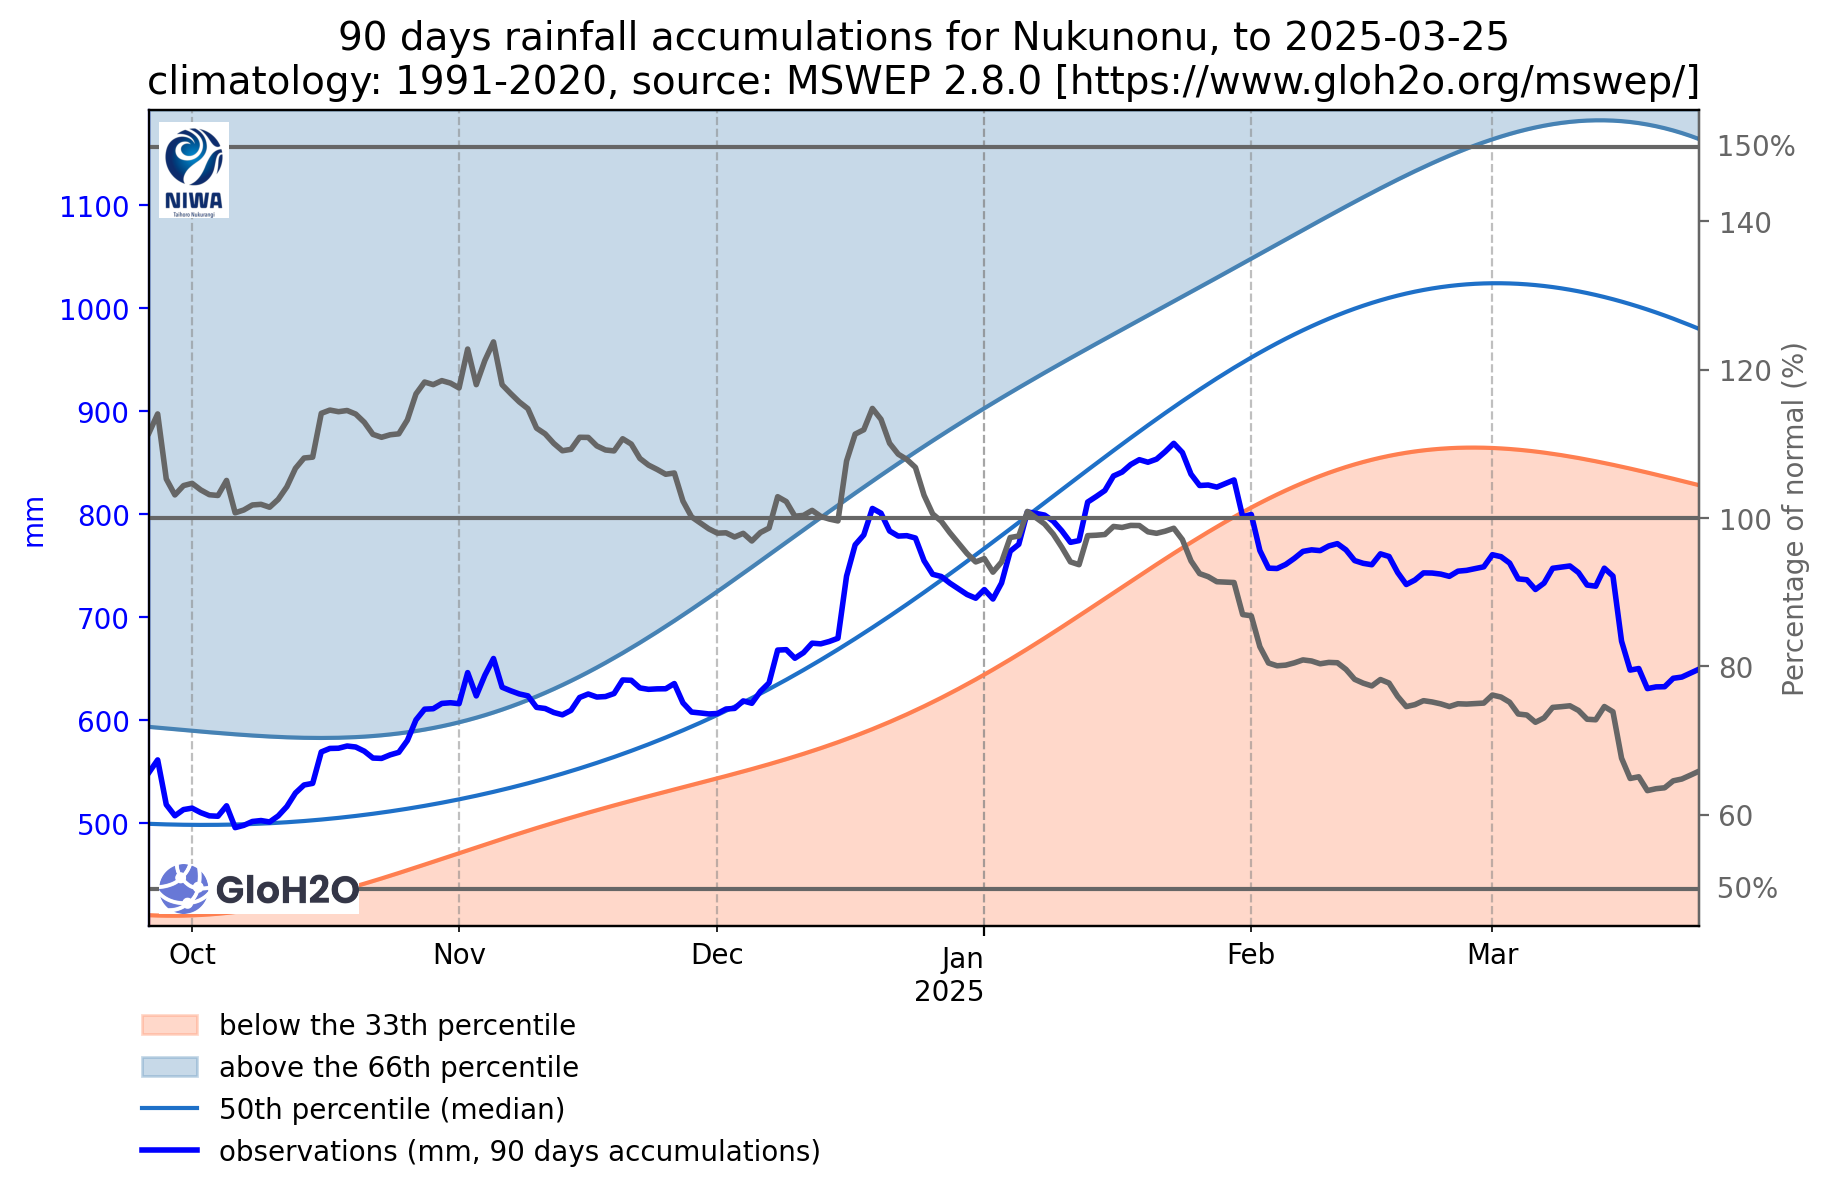 90 days rainfall accumulations for Nukunonu, to 2025-03-25
climatology: 1991-2020, source: MSWEP 2.8.0 [https://www.gloh2o.org/mswep/]
NIWA
Taihoro Nukurangi
1100
1000
900
800
700
600
500
mm
150%
140
120
100
80
60
50%
Percentage of normal (%)
GloH2O
Oct
Nov
Dec
Jan
2025
Feb
Mar
below the 33th percentile
above the 66th percentile
50th percentile (median)
observations (mm, 90 days accumulations)